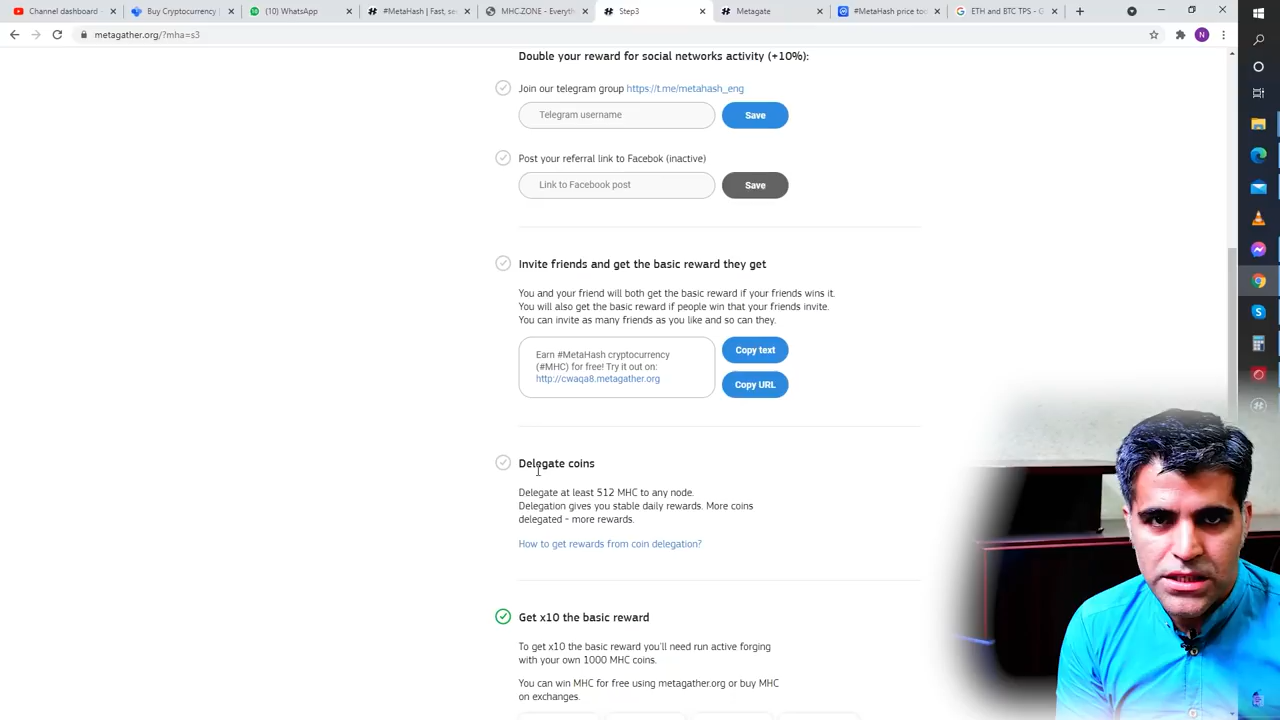 Channel dashboard -
Buy Cryptocurrency |
(11) WhatsApp
#MetaHash | Fast, se
MHC.ZONE - Everyth
Step3
Metagate
#MetaHash price to
ETH and BTC TPS - G
metagather.org/?mha=s3
N
Double your reward for social networks activity (+10%):
Join our telegram group https://t.me/metahash_eng
Telegram username
Save
Post your referral link to Facebok (inactive)
Link to Facebook post
Save
Invite friends and get the basic reward they get
You and your friend will both get the basic reward if your friends wins it.
You will also get the basic reward if people win that your friends invite.
You can invite as many friends as you like and so can they.
Earn #MetaHash cryptocurrency
(#MHC) for free! Try it out on:
http://cwaqa8.metagather.org
Copy text
Copy URL
Delegate coins
Delegate at least 512 MHC to any node.
Delegation gives you stable daily rewards. More coins
delegated - more rewards.
How to get rewards from coin delegation?
Get x10 the basic reward
To get x10 the basic reward you'll need run active forging
with your own 1000 MHC coins.
You can win MHC for free using metagather.org or buy MHC
on exchanges.